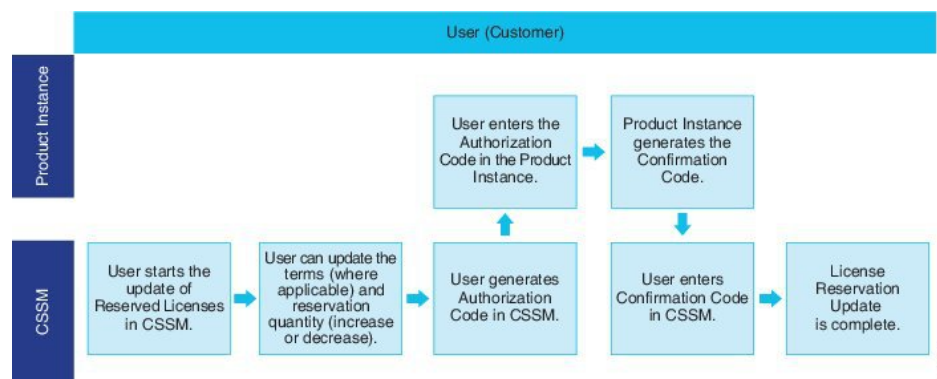 User (Customer)
Product Instance
User enters the
Authorization
Code in the Product
Instance.
Product Instance
generates the
Confirmation
Code.
CSSM
User starts the
update of
Reserved Licenses
in CSSM.
User can update the
terms (where
applicable) and
reservation
quantity (increase
or decrease).
User generates
Authorization
Code in CSSM.
User enters
Confirmation Code
in CSSM.
License
Reservation
Update
is complete.